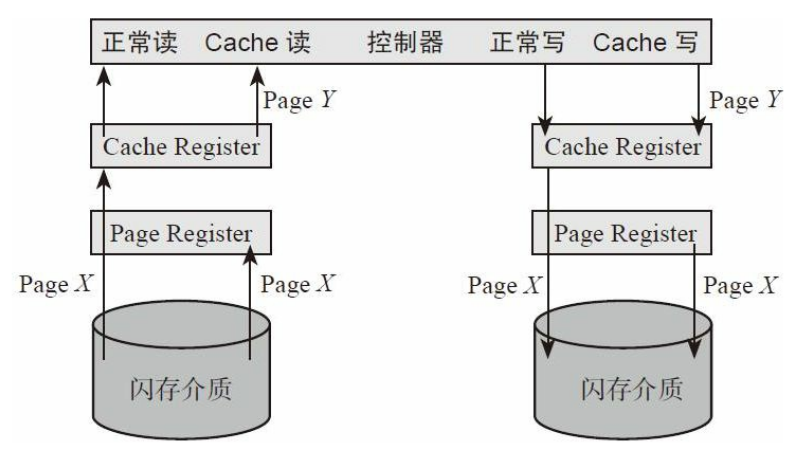 正常读 Cache 读 控制器 正常写 Cache 写
Page Y Page Y
Cache Register Cache Register
Page Register Page Register
Page X Page X Page X Page X
闪存介质 闪存介质